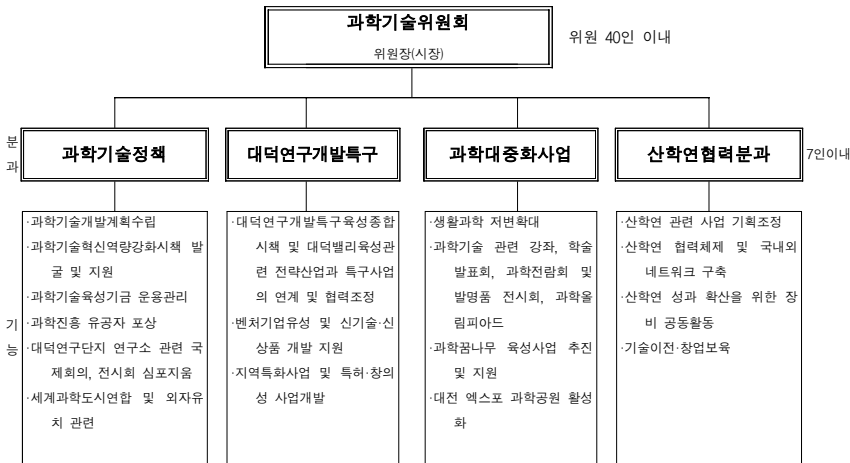 과학기술위원회
위원장(시장)
위원 40인 이내
분
과
과학기술정책
대덕연구개발특구
과학대중화사업
산학연협력분과
7인이내
기
능
·과학기술개발계획수립
·과학기술혁신역량강화시책 발
굴 및 지원
·과학기술육성기금 운용관리
·과학진흥 유공자 포상
·대덕연구단지 연구소 관련 국
제회의, 전시회 심포지움
·세계과학도시연합 및 외자유
치 관련
·대덕연구개발특구육성종합
시책 및 대덕밸리육성관
련 전략산업과 특구사업
의 연계 및 협력조정
·벤처기업유성 및 신기술·신
상품 개발 지원
·지역특화사업 및 특허·창의
성 사업개발
·생활과학 저변확대
·과학기술 관련 강좌, 학술
발표회, 과학전람회 및
발명품 전시회, 과학올
림피아드
·과학꿈나무 육성사업 추진
및 지원
·대전 엑스포 과학공원 활성
화
·산학연 관련 사업 기획조정
·산학연 협력체제 및 국내외
네트워크 구축
·산학연 성과 확산을 위한 장
비 공동활동
·기술이전·창업보육